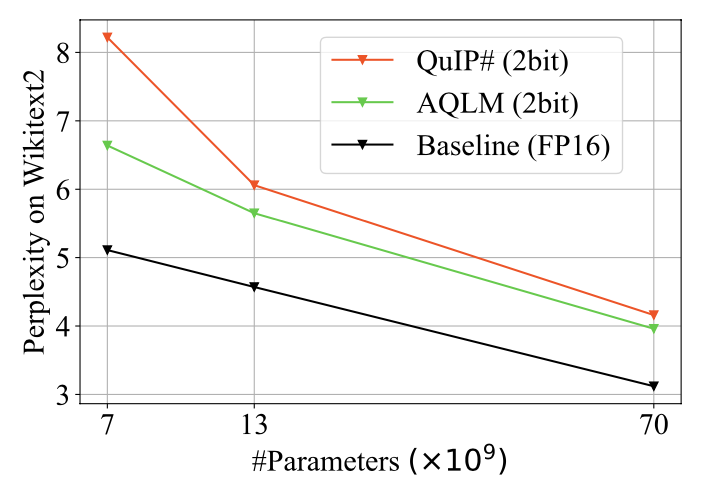 Perplexity on Wikitext2
8
7
6
5
4
3
QuIP# (2bit)
AQLM (2bit)
Baseline (FP16)
7 13 70
#Parameters (×10⁹)